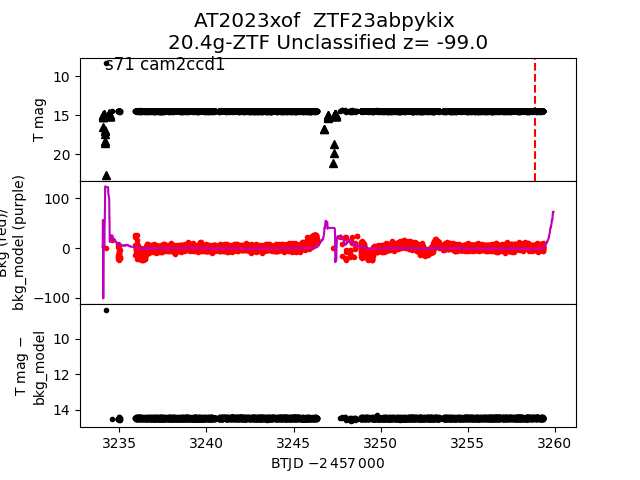 AT2023xof  ZTF23abpykix
20.4g-ZTF Unclassified z= -99.0
s71 cam2ccd1
T mag
10
15
20
Bkg (red)/
bkg_model (purple)
100
0
−100
T mag −
bkg_model
10
12
14
3235
3240
3245
3250
3255
3260
BTJD −2 457 000